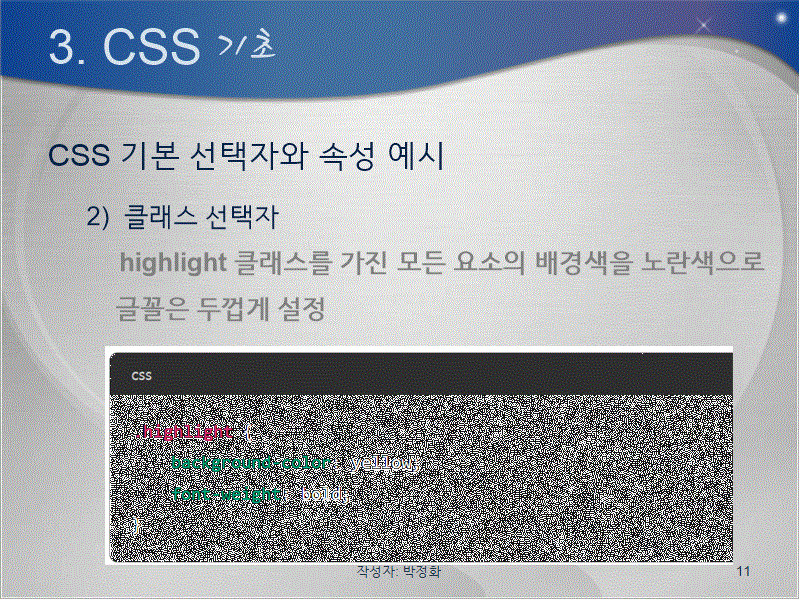 3. CSS 기초
CSS 기본 선택자와 속성 예시
2) 클래스 선택자
highlight 클래스를 가진 모든 요소의 배경색을 노란색으로
글꼴은 두껍게 설정
css
.highlight {
background-color: yellow;
font-weight: bold;
}
작성자: 박정화
11